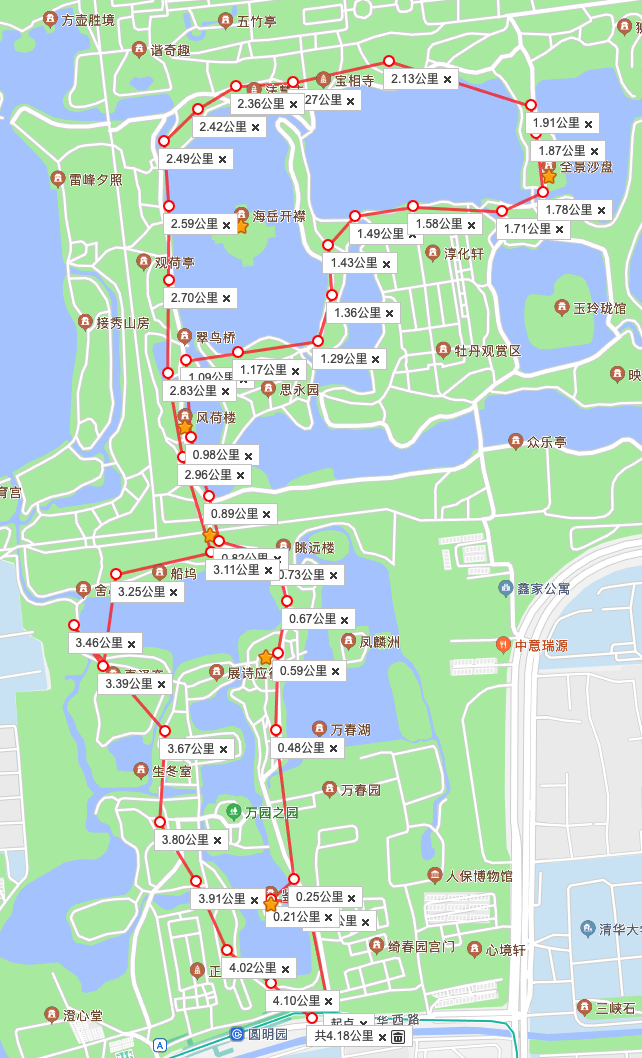 方壶胜境
五竹亭
谐奇趣
宝相寺
2.13公里 ×
2.36公里 ×
27公里 ×
2.42公里 ×
1.91公里 ×
2.49公里 ×
1.87公里 ×
全景沙盘
雷峰夕照
1.78公里 ×
海岳开襟
2.59公里 ×
1.58公里 ×
1.71公里 ×
1.49公里
淳化轩
观荷亭
1.43公里 ×
2.70公里 ×
1.36公里 ×
玉玲珑馆
接秀山房
翠鸟桥
牡丹观赏区
1.29公里 ×
1.17公里 ×
映
1.09公里
2.83公里 ×
思永园
风荷楼
众乐亭
0.98公里 ×
2.96公里 ×
育宫
0.89公里 ×
眺远楼
0.82公里
3.11公里 ×
0.73公里 ×
船坞
舍
3.25公里 ×
鑫家公寓
0.67公里 ×
3.46公里 ×
凤麟洲
中意瑞源
展诗应
0.59公里 ×
3.39公里 ×
万春湖
3.67公里 ×
0.48公里 ×
生冬室
万春园
万园之园
3.80公里 ×
人保博物馆
3.91公里 ×
0.25公里 ×
0.21公里 ×
公里 ×
清华大
绮春园宫门
心境轩
正
4.02公里 ×
4.10公里 ×
三峡石
澄心堂
起点 ×
华西路
圆明园
共4.18公里 ×
A